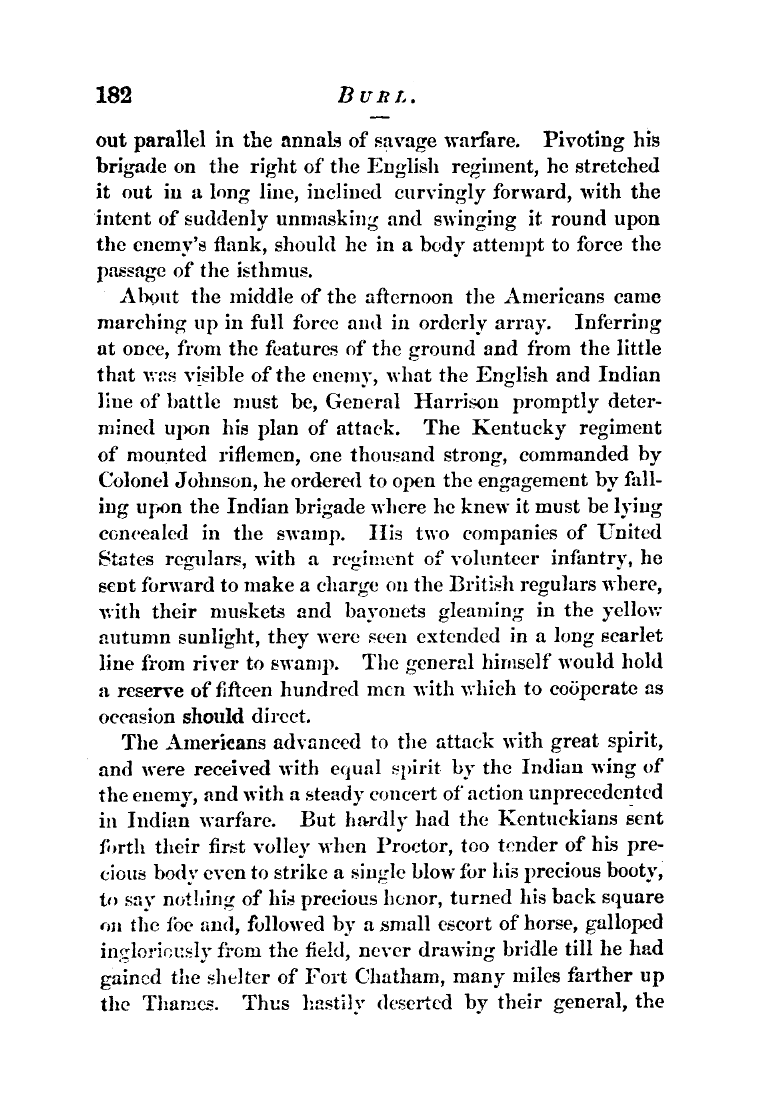 182 BURL.
out parallel in the annals of savage warfare. Pivoting his
brigade on the right of the English regiment, he stretched
it out in a long line, inclined curvingly forward, with the
intent of suddenly unmasking and swinging it round upon
the enemy's flank, should he in a body attempt to force the
passage of the isthmus.
About the middle of the afternoon the Americans came
marching up in full force and in orderly array. Inferring
at once, from the features of the ground and from the little
that was visible of the enemy, what the English and Indian
line of battle must be, General Harrison promptly deter-
mined upon his plan of attack. The Kentucky regiment
of mounted riflemen, one thousand strong, commanded by
Colonel Johnson, he ordered to open the engagement by fall-
ing upon the Indian brigade where he knew it must be lying
concealed in the swamp. His two companies of United
States regulars, with a regiment of volunteer infantry, he
sent forward to make a charge on the British regulars where,
with their muskets and bayonets gleaming in the yellow
autumn sunlight, they were seen extended in a long scarlet
line from river to swamp. The general himself would hold
a reserve of fifteen hundred men with which to coöperate as
occasion should direct.
The Americans advanced to the attack with great spirit,
and were received with equal spirit by the Indian wing of
the enemy, and with a steady concert of action unprecedented
in Indian warfare. But hardly had the Kentuckians sent
forth their first volley when Proctor, too tender of his pre-
cious body even to strike a single blow for his precious booty,
to say nothing of his precious honor, turned his back square
on the foe and, followed by a small escort of horse, galloped
ingloriously from the field, never drawing bridle till he had
gained the shelter of Fort Chatham, many miles farther up
the Thames. Thus hastily deserted by their general, the